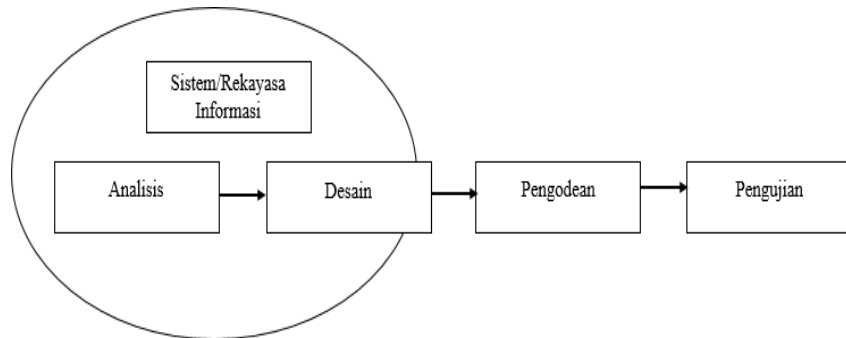 Sistem/Rekayasa
Informasi
Analisis
Desain
Pengodean
Pengujian